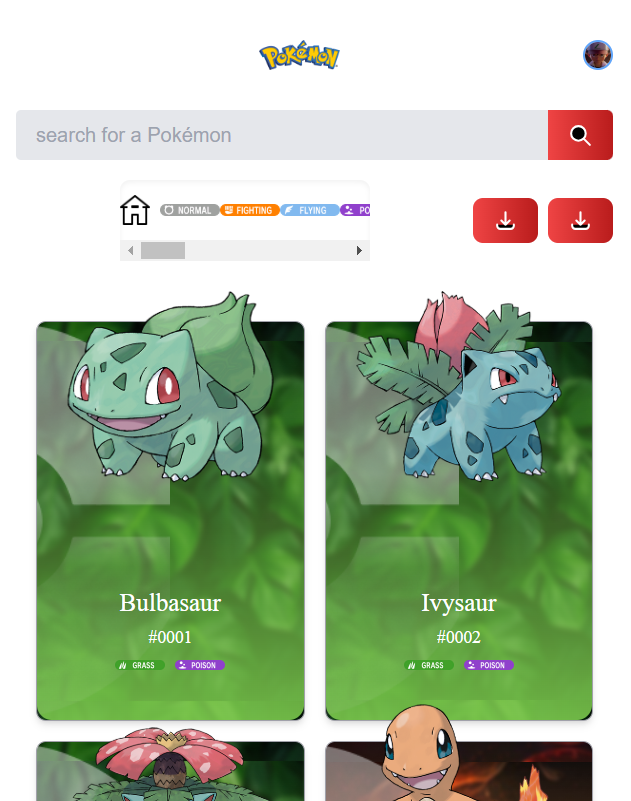 POKéMON
search for a Pokémon
NORMAL FIGHTING FLYING PO
Bulbasaur
#0001
GRASS POISON
Ivysaur
#0002
GRASS POISON